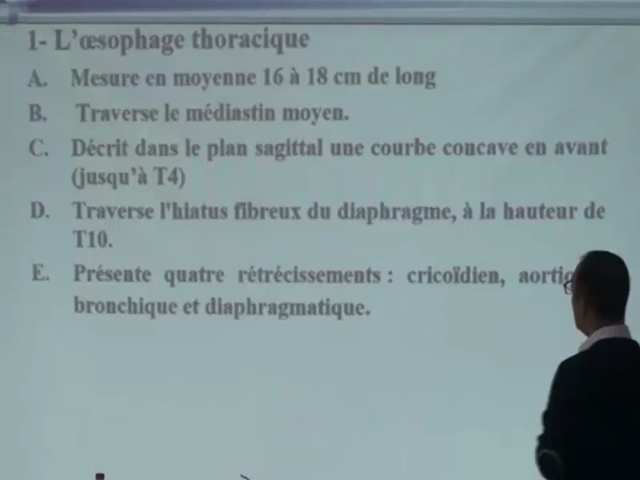 1- L'œsophage thoracique
A. Mesure en moyenne 16 à 18 cm de long
B. Traverse le médiastin moyen.
C. Décrit dans le plan sagittal une courbe concave en avant
(jusqu'à T4)
D. Traverse l'hiatus fibreux du diaphragme, à la hauteur de
T10.
E. Présente quatre rétrécissements : cricoïdien,
bronchique et diaphragmatique.